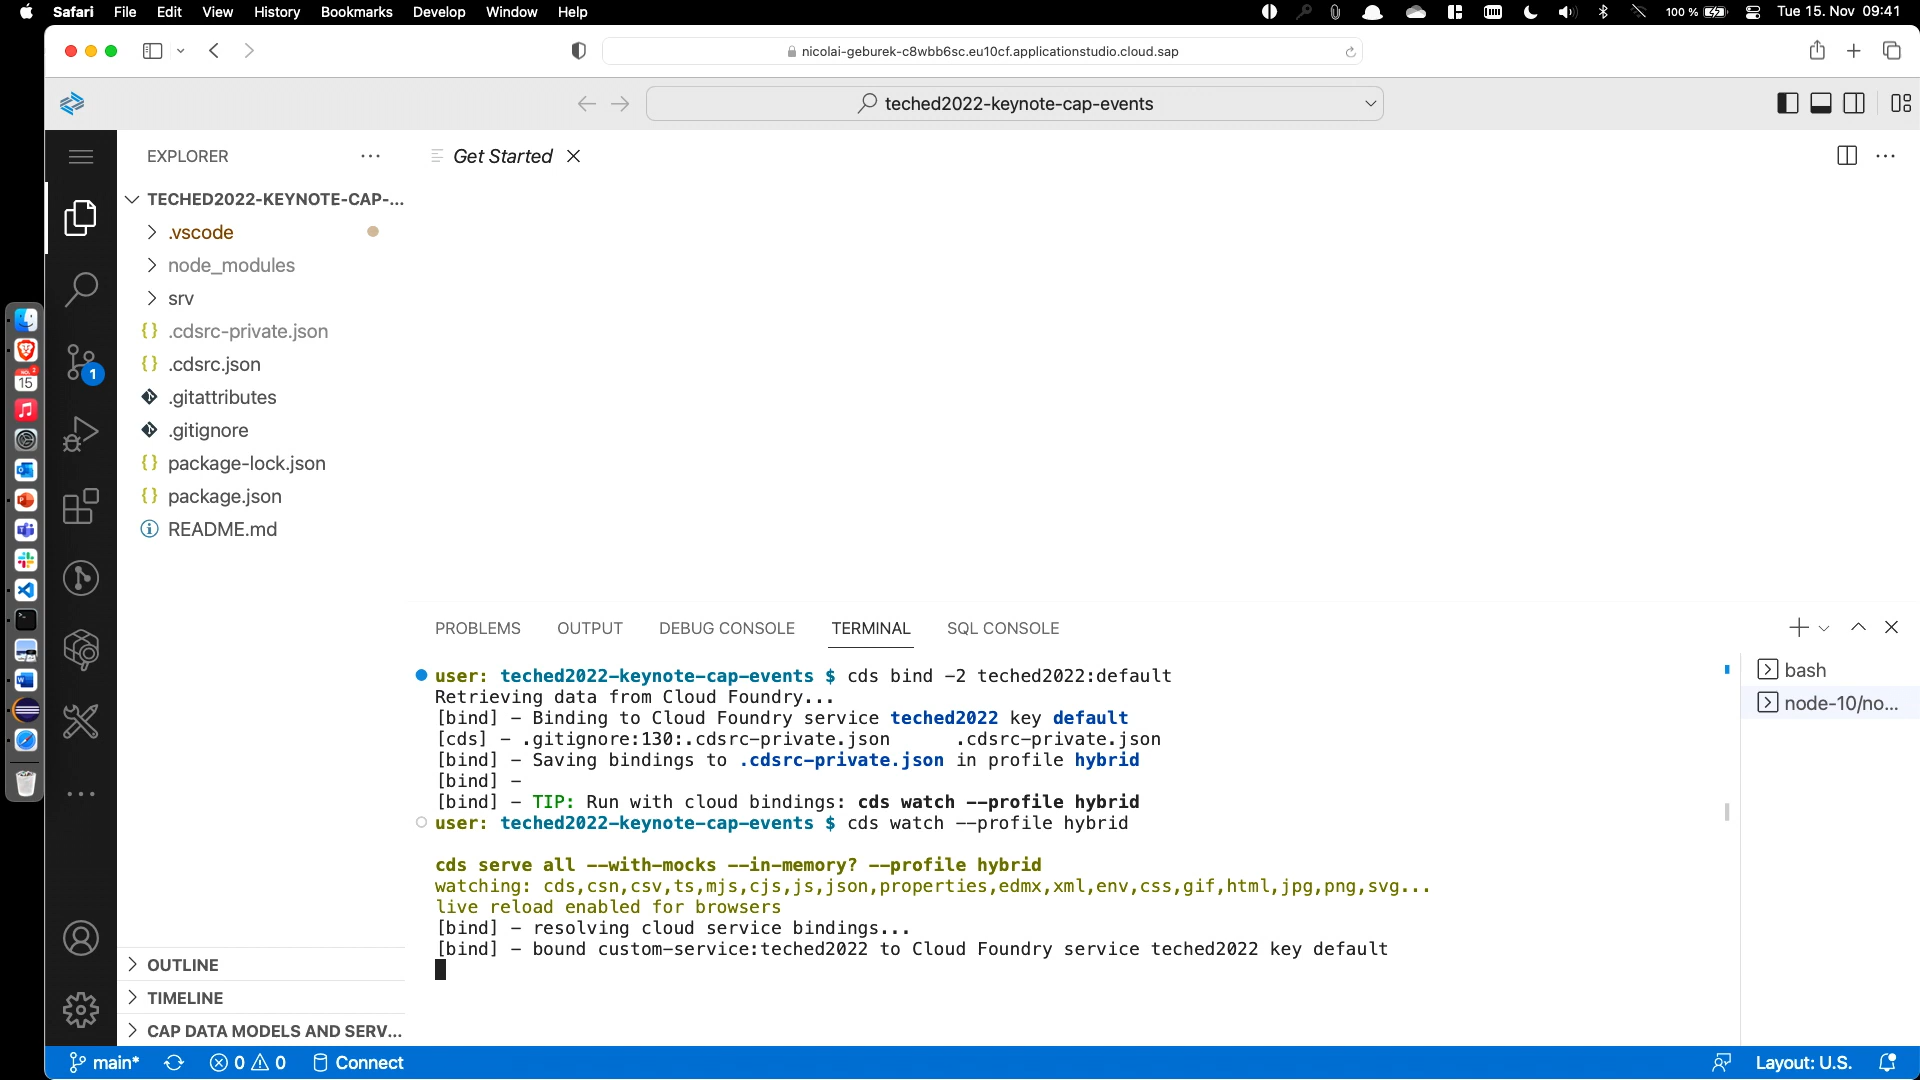 Safari File Edit View History Bookmarks Develop Window Help 100 % Tue 15. Nov 09:41
nicolai-geburek-c8wbb6sc.eu10cf.applicationstudio.cloud.sap
teched2022-keynote-cap-events
EXPLORER
Get Started
TECHED2022-KEYNOTE-CAP-...
.vscode
node_modules
srv
.cdsrc-private.json
.cdsrc.json
.gitattributes
.gitignore
package-lock.json
package.json
README.md
1
15
PROBLEMS OUTPUT DEBUG CONSOLE TERMINAL SQL CONSOLE
user: teched2022-keynote-cap-events $ cds bind -2 teched2022:default
Retrieving data from Cloud Foundry...
[bind] - Binding to Cloud Foundry service teched2022 key default
[cds] - .gitignore:130:.cdsrc-private.json .cdsrc-private.json
[bind] - Saving bindings to .cdsrc-private.json in profile hybrid
[bind] -
[bind] - TIP: Run with cloud bindings: cds watch --profile hybrid
user: teched2022-keynote-cap-events $ cds watch --profile hybrid
cds serve all --with-mocks --in-memory? --profile hybrid
watching: cds,csn,csv,ts,mjs,cjs,js,json,properties,edmx,xml,env,css,gif,html,jpg,png,svg...
live reload enabled for browsers
[bind] - resolving cloud service bindings...
[bind] - bound custom-service:teched2022 to Cloud Foundry service teched2022 key default
bash
node-10/no...
OUTLINE
TIMELINE
CAP DATA MODELS AND SERV...
main* 0 0 Connect Layout: U.S.